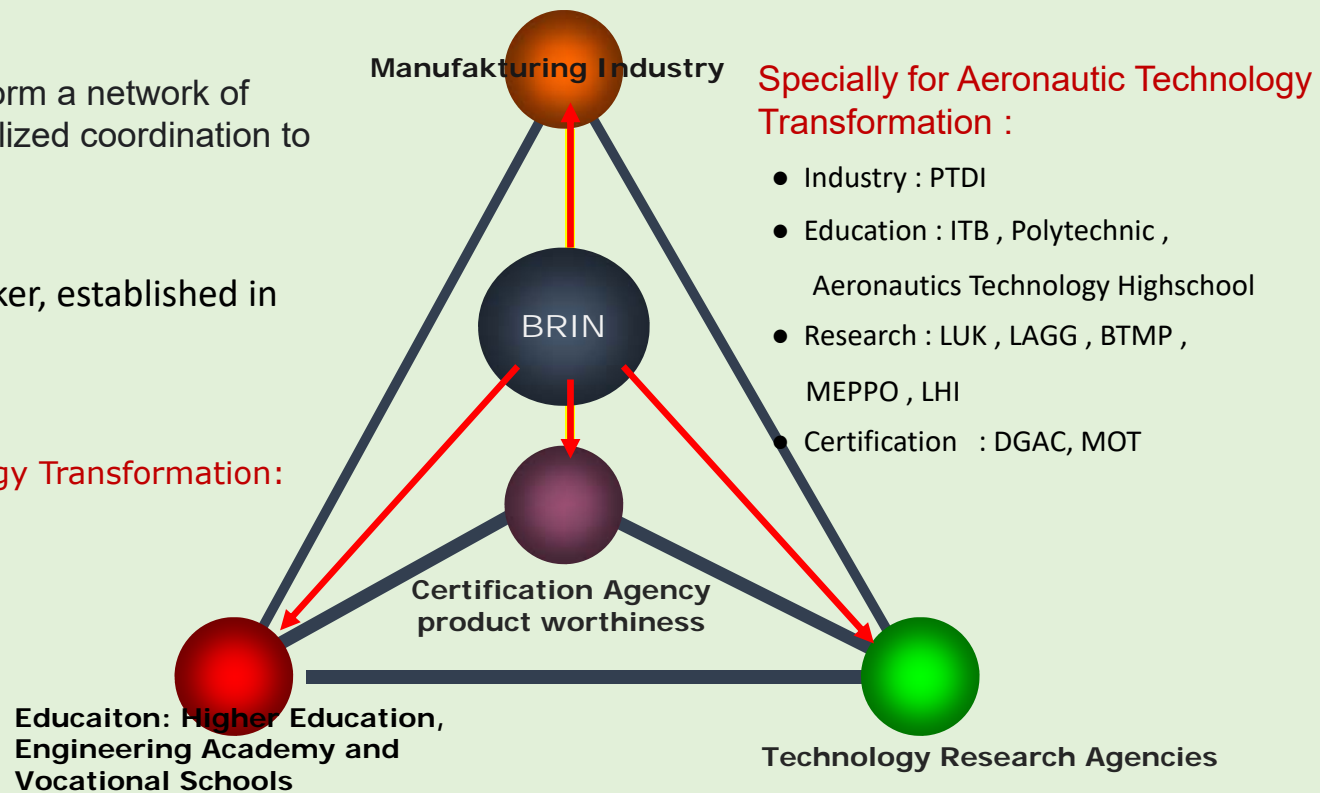 orm a network of
lized coordination to
ker, established in
gy Transformation:
Manufakturing Industry
BRIN
Certification Agency
product worthiness
Educaiton: Higher Education,
Engineering Academy and
Vocational Schools
Technology Research Agencies
Specially for Aeronautic Technology
Transformation :
● Industry : PTDI
● Education : ITB , Polytechnic ,
Aeronautics Technology Highschool
● Research : LUK , LAGG , BTMP ,
MEPPO , LHI
● Certification : DGAC, MOT